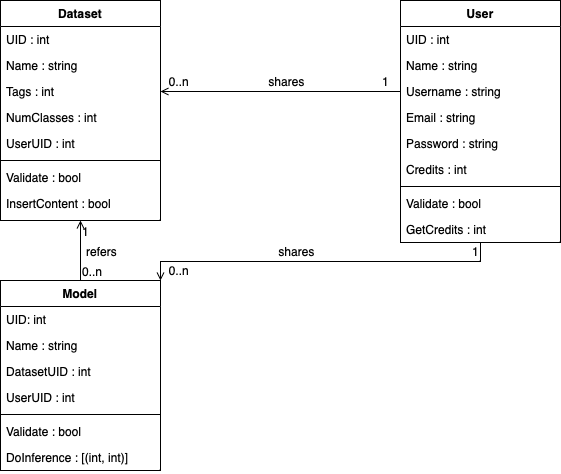 Dataset
UID : int
Name : string
Tags : int
NumClasses : int
UserUID : int
Validate : bool
InsertContent : bool
0..n
shares
1
User
UID : int
Name : string
Username : string
Email : string
Password : string
Credits : int
Validate : bool
GetCredits : int
1
refers
0..n
shares
1
0..n
Model
UID: int
Name : string
DatasetUID : int
UserUID : int
Validate : bool
DoInference : [(int, int)]